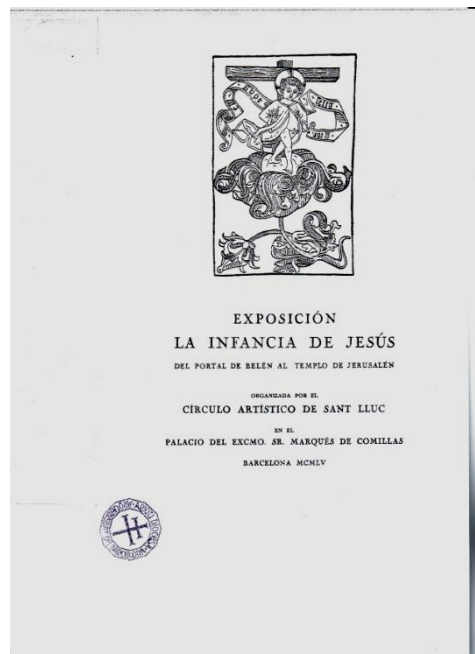 EXPOSICIÓN
LA INFANCIA DE JESÚS
DEL PORTAL DE BELÉN AL TEMPLO DE JERUSALÉN
ORGANIZADA POR EL
CÍRCULO ARTÍSTICO DE SANT LLUC
EN EL
PALACIO DEL EXCMO. SR. MARQUÉS DE COMILLAS
BARCELONA MCMLV